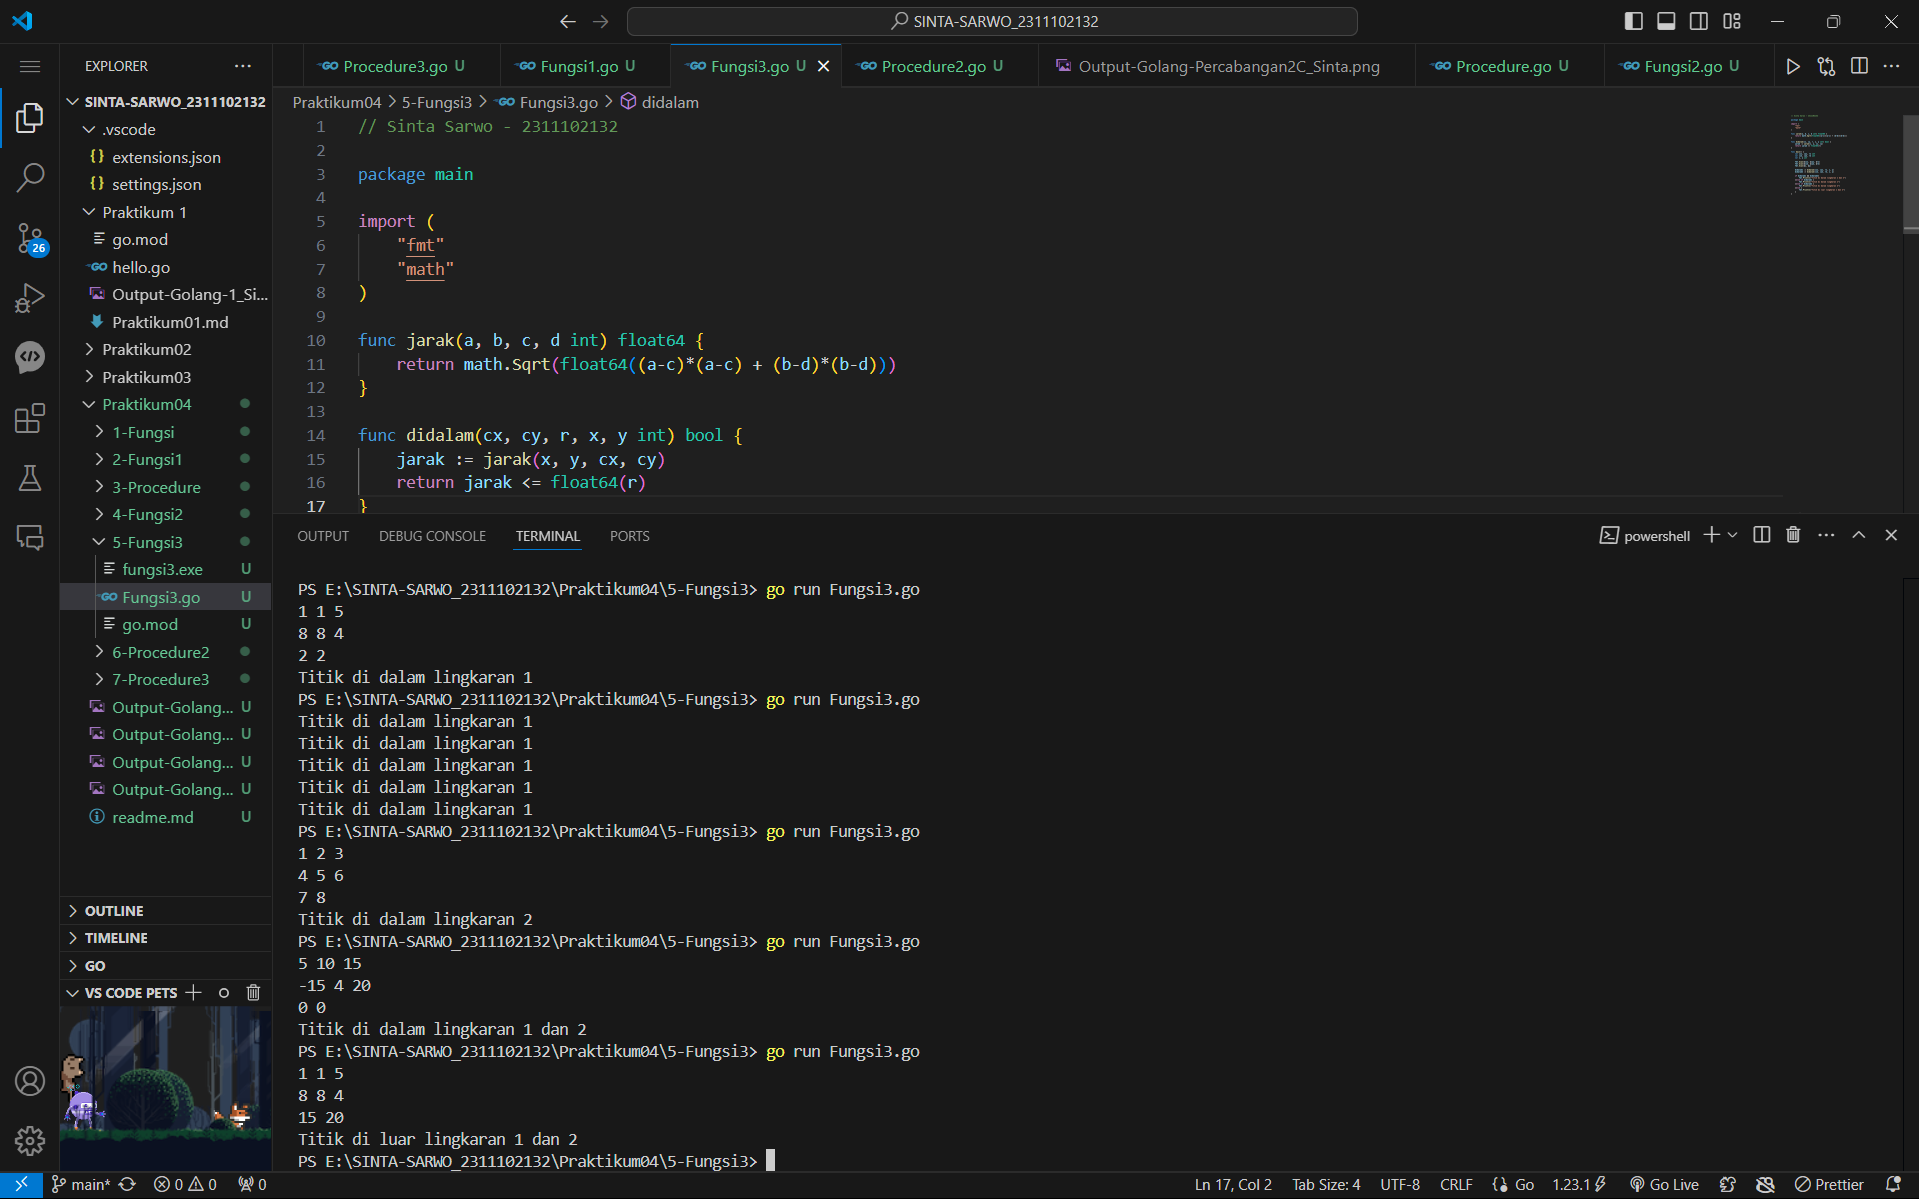 SINTA-SARWO_2311102132
EXPLORER
Procedure3.go U
Fungsi1.go U
Fungsi3.go U
Procedure2.go U
Output-Golang-Percabangan2C_Sinta.png
Procedure.go U
Fungsi2.go U
SINTA-SARWO_2311102132
.vscode
{} extensions.json
{} settings.json
Praktikum 1
go.mod
GO hello.go
Output-Golang-1_Si...
Praktikum01.md
Praktikum02
Praktikum03
Praktikum04
1-Fungsi
2-Fungsi1
3-Procedure
4-Fungsi2
5-Fungsi3
fungsi3.exe U
GO Fungsi3.go U
go.mod U
6-Procedure2
7-Procedure3
Output-Golang... U
Output-Golang... U
Output-Golang... U
Output-Golang... U
readme.md U
OUTLINE
TIMELINE
GO
VS CODE PETS
26
Praktikum04 > 5-Fungsi3 > GO Fungsi3.go > didalam
1 // Sinta Sarwo - 2311102132
2
3 package main
4
5 import (
6 "fmt"
7 "math"
8 )
9
10 func jarak(a, b, c, d int) float64 {
11 return math.Sqrt(float64((a-c)*(a-c) + (b-d)*(b-d)))
12 }
13
14 func didalam(cx, cy, r, x, y int) bool {
15 jarak := jarak(x, y, cx, cy)
16 return jarak <= float64(r)
17 }
OUTPUT DEBUG CONSOLE TERMINAL PORTS
powershell
PS E:\SINTA-SARWO_2311102132\Praktikum04\5-Fungsi3> go run Fungsi3.go
1 1 5
8 8 4
2 2
Titik di dalam lingkaran 1
PS E:\SINTA-SARWO_2311102132\Praktikum04\5-Fungsi3> go run Fungsi3.go
Titik di dalam lingkaran 1
Titik di dalam lingkaran 1
Titik di dalam lingkaran 1
Titik di dalam lingkaran 1
Titik di dalam lingkaran 1
PS E:\SINTA-SARWO_2311102132\Praktikum04\5-Fungsi3> go run Fungsi3.go
1 2 3
4 5 6
7 8
Titik di dalam lingkaran 2
PS E:\SINTA-SARWO_2311102132\Praktikum04\5-Fungsi3> go run Fungsi3.go
5 10 15
-15 4 20
0 0
Titik di dalam lingkaran 1 dan 2
PS E:\SINTA-SARWO_2311102132\Praktikum04\5-Fungsi3> go run Fungsi3.go
1 1 5
8 8 4
15 20
Titik di luar lingkaran 1 dan 2
PS E:\SINTA-SARWO_2311102132\Praktikum04\5-Fungsi3>
main* 0 0 0 Ln 17, Col 2 Tab Size: 4 UTF-8 CRLF {} Go 1.23.1 Go Live Prettier